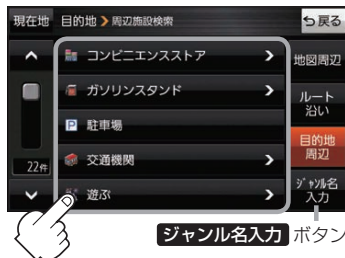 現在地 目的地 周辺施設検索 戻る
コンビニエンスストア
ガソリンスタンド
P 駐車場
交通機関
遊ぶ
22件
地図周辺
ルート
沿い
目的地
周辺
ジャンル名
入力
ジャンル名入力 ボタン